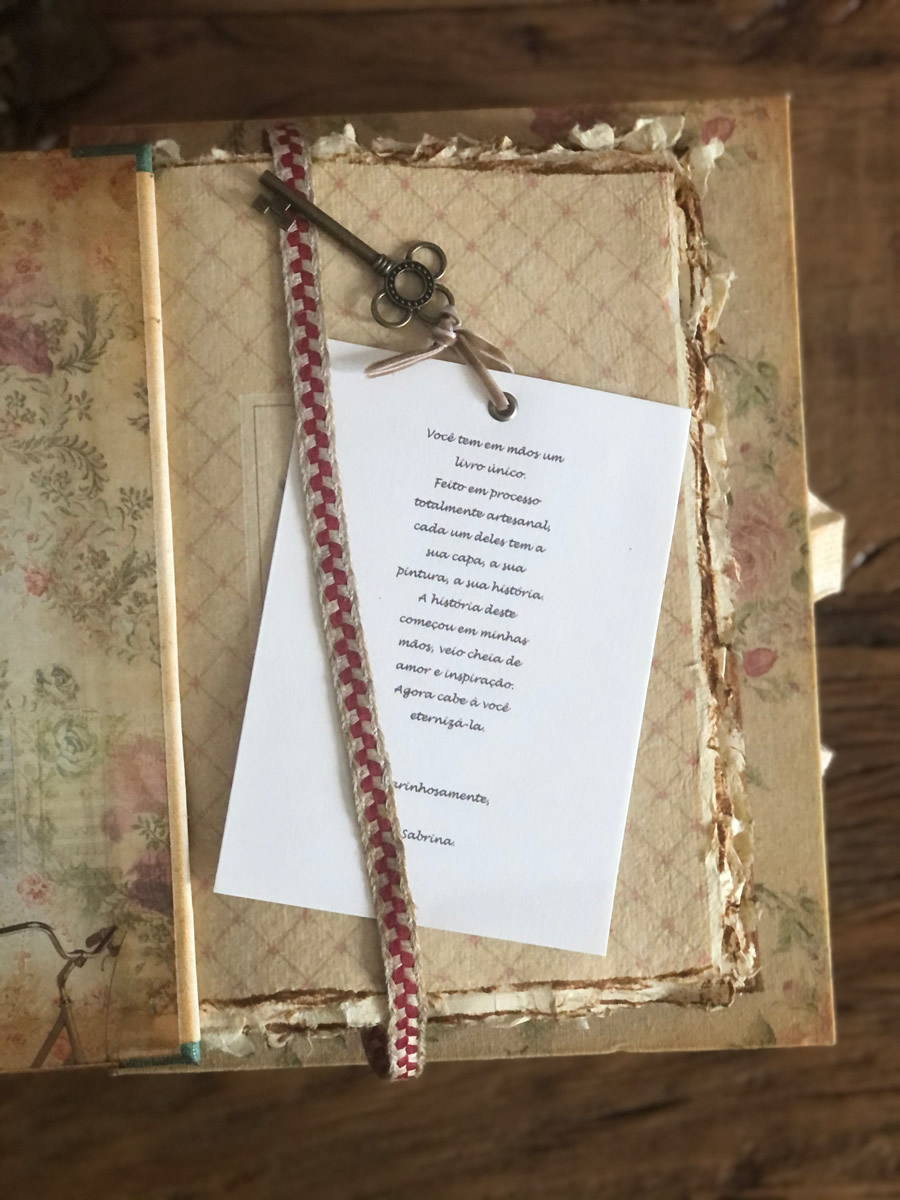 Você tem em mãos um
livro único.
Feito em processo
totalmente artesanal,
cada um deles tem a
sua capa, a sua
pintura, a sua história.
A história deste
começou em minhas
mãos, veio cheia de
amor e inspiração.
Agora cabe à você
eternizá-la.
arinhosamente,
Sabrina.